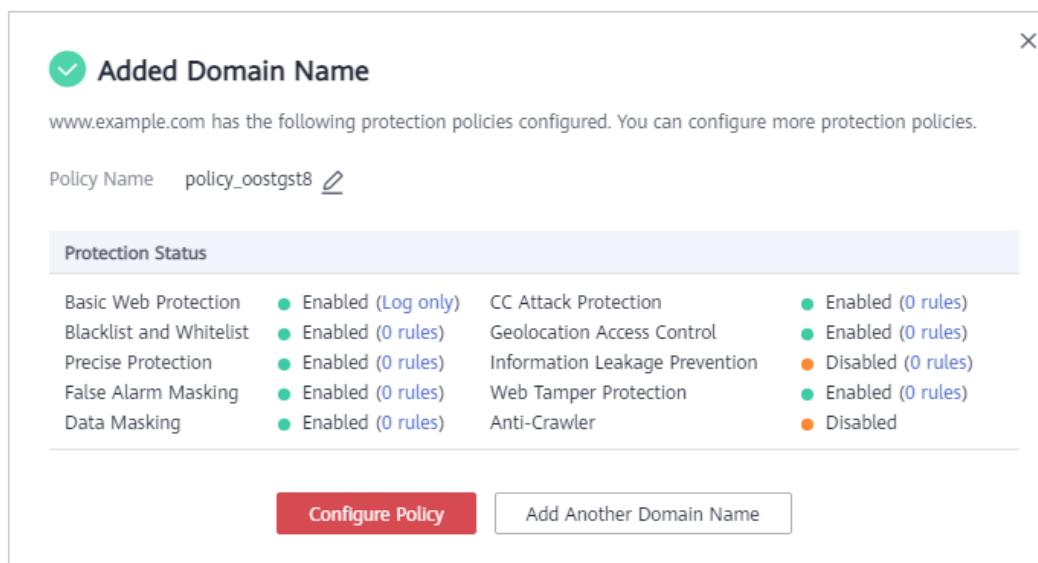 Added Domain Name
www.example.com has the following protection policies configured. You can configure more protection policies.
Policy Name policy_oostgst8
Protection Status
Basic Web Protection Enabled (Log only) CC Attack Protection Enabled (0 rules)
Blacklist and Whitelist Enabled (0 rules) Geolocation Access Control Enabled (0 rules)
Precise Protection Enabled (0 rules) Information Leakage Prevention Disabled (0 rules)
False Alarm Masking Enabled (0 rules) Web Tamper Protection Enabled (0 rules)
Data Masking Enabled (0 rules) Anti-Crawler Disabled
Configure Policy Add Another Domain Name